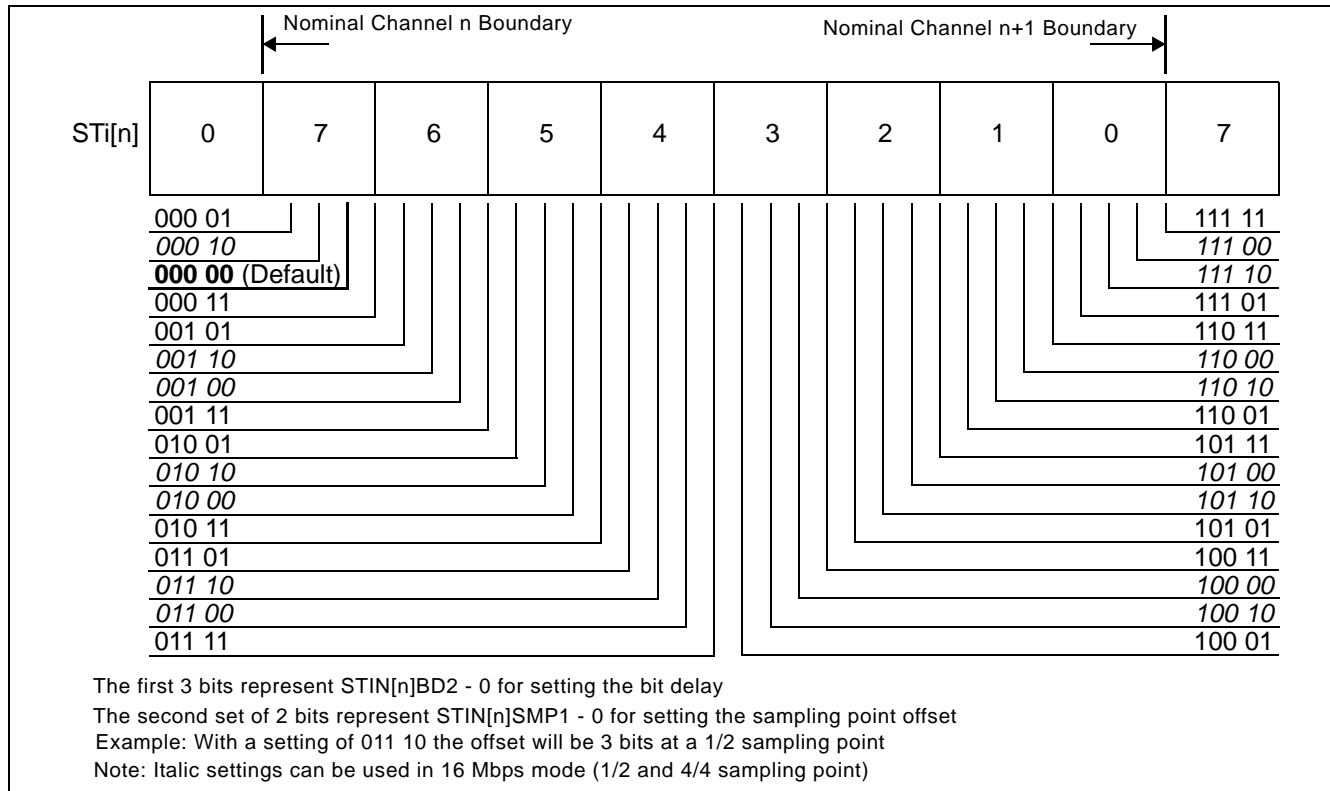 Nominal Channel n Boundary
Nominal Channel n+1 Boundary
STi[n] 0 7 6 5 4 3 2 1 0 7
000 01 111 11
000 10 111 00
000 00 (Default) 111 10
000 11 111 01
001 01 110 11
001 10 110 00
001 00 110 10
001 11 110 01
010 01 101 11
010 10 101 00
010 00 101 10
010 11 101 01
011 01 100 11
011 10 100 00
011 00 100 10
011 11 100 01
The first 3 bits represent STIN[n]BD2 - 0 for setting the bit delay
The second set of 2 bits represent STIN[n]SMP1 - 0 for setting the sampling point offset
Example: With a setting of 011 10 the offset will be 3 bits at a 1/2 sampling point
Note: Italic settings can be used in 16 Mbps mode (1/2 and 4/4 sampling point)